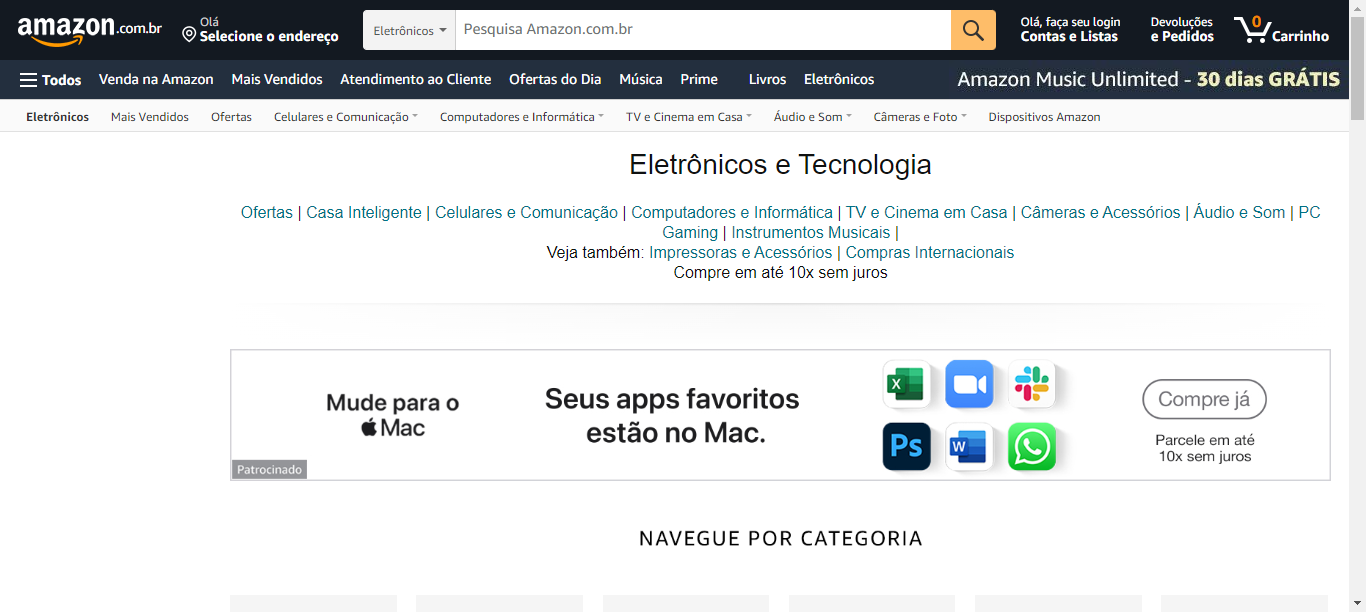 amazon.com.br
Olá
Selecione o endereço
Eletrônicos
Pesquisa Amazon.com.br
Olá, faça seu login
Contas e Listas
Devoluções
e Pedidos
0
Carrinho
Todos Venda na Amazon Mais Vendidos Atendimento ao Cliente Ofertas do Dia Música Prime Livros Eletrônicos Amazon Music Unlimited - 30 dias GRÁTIS
Eletrônicos Mais Vendidos Ofertas Celulares e Comunicação Computadores e Informática TV e Cinema em Casa Áudio e Som Câmeras e Foto Dispositivos Amazon
Eletrônicos e Tecnologia
Ofertas | Casa Inteligente | Celulares e Comunicação | Computadores e Informática | TV e Cinema em Casa | Câmeras e Acessórios | Áudio e Som | PC
Gaming | Instrumentos Musicais |
Veja também: Impressoras e Acessórios | Compras Internacionais
Compre em até 10x sem juros
Mude para o
Mac
Patrocinado
Seus apps favoritos
estão no Mac.
X
Ps
W
Compre já
Parcele em até
10x sem juros
NAVEGUE POR CATEGORIA